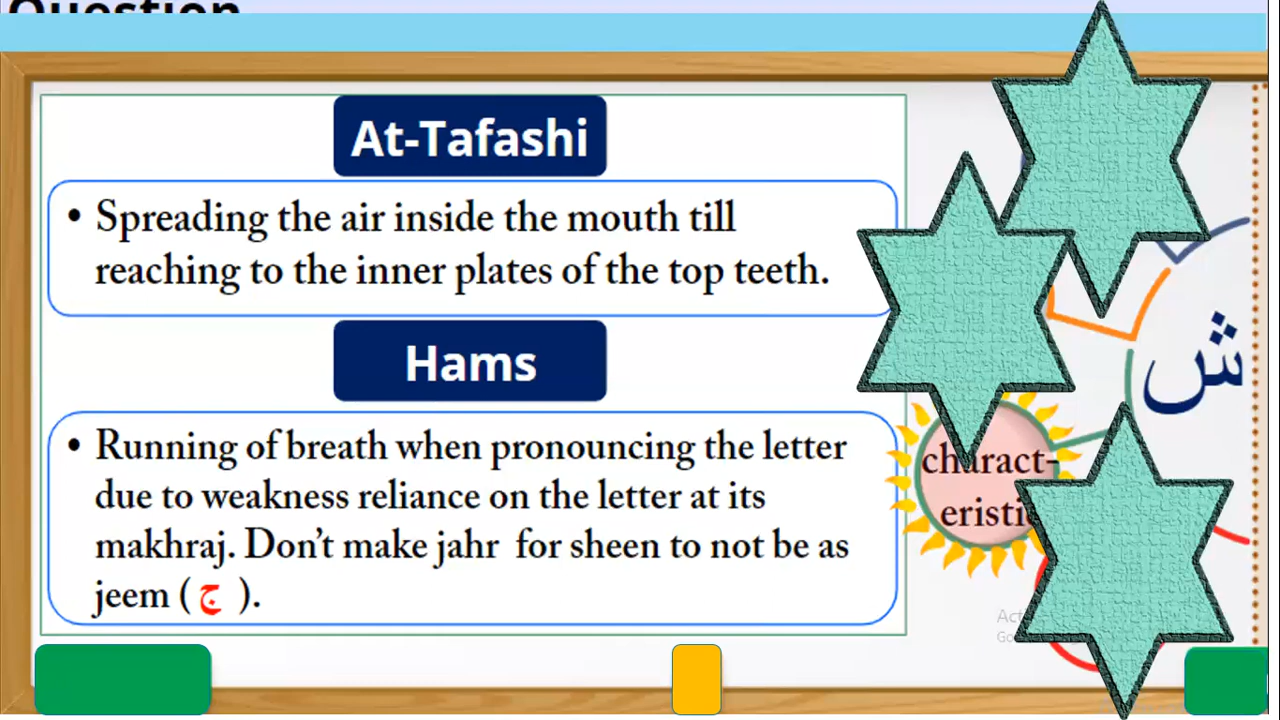 Question
At-Tafashi
• Spreading the air inside the mouth till
reaching to the inner plates of the top teeth.
Hams
• Running of breath when pronouncing the letter
due to weakness reliance on the letter at its
makhraj. Don’t make jahr for sheen to not be as
jeem ( ج ).
ش
charact-